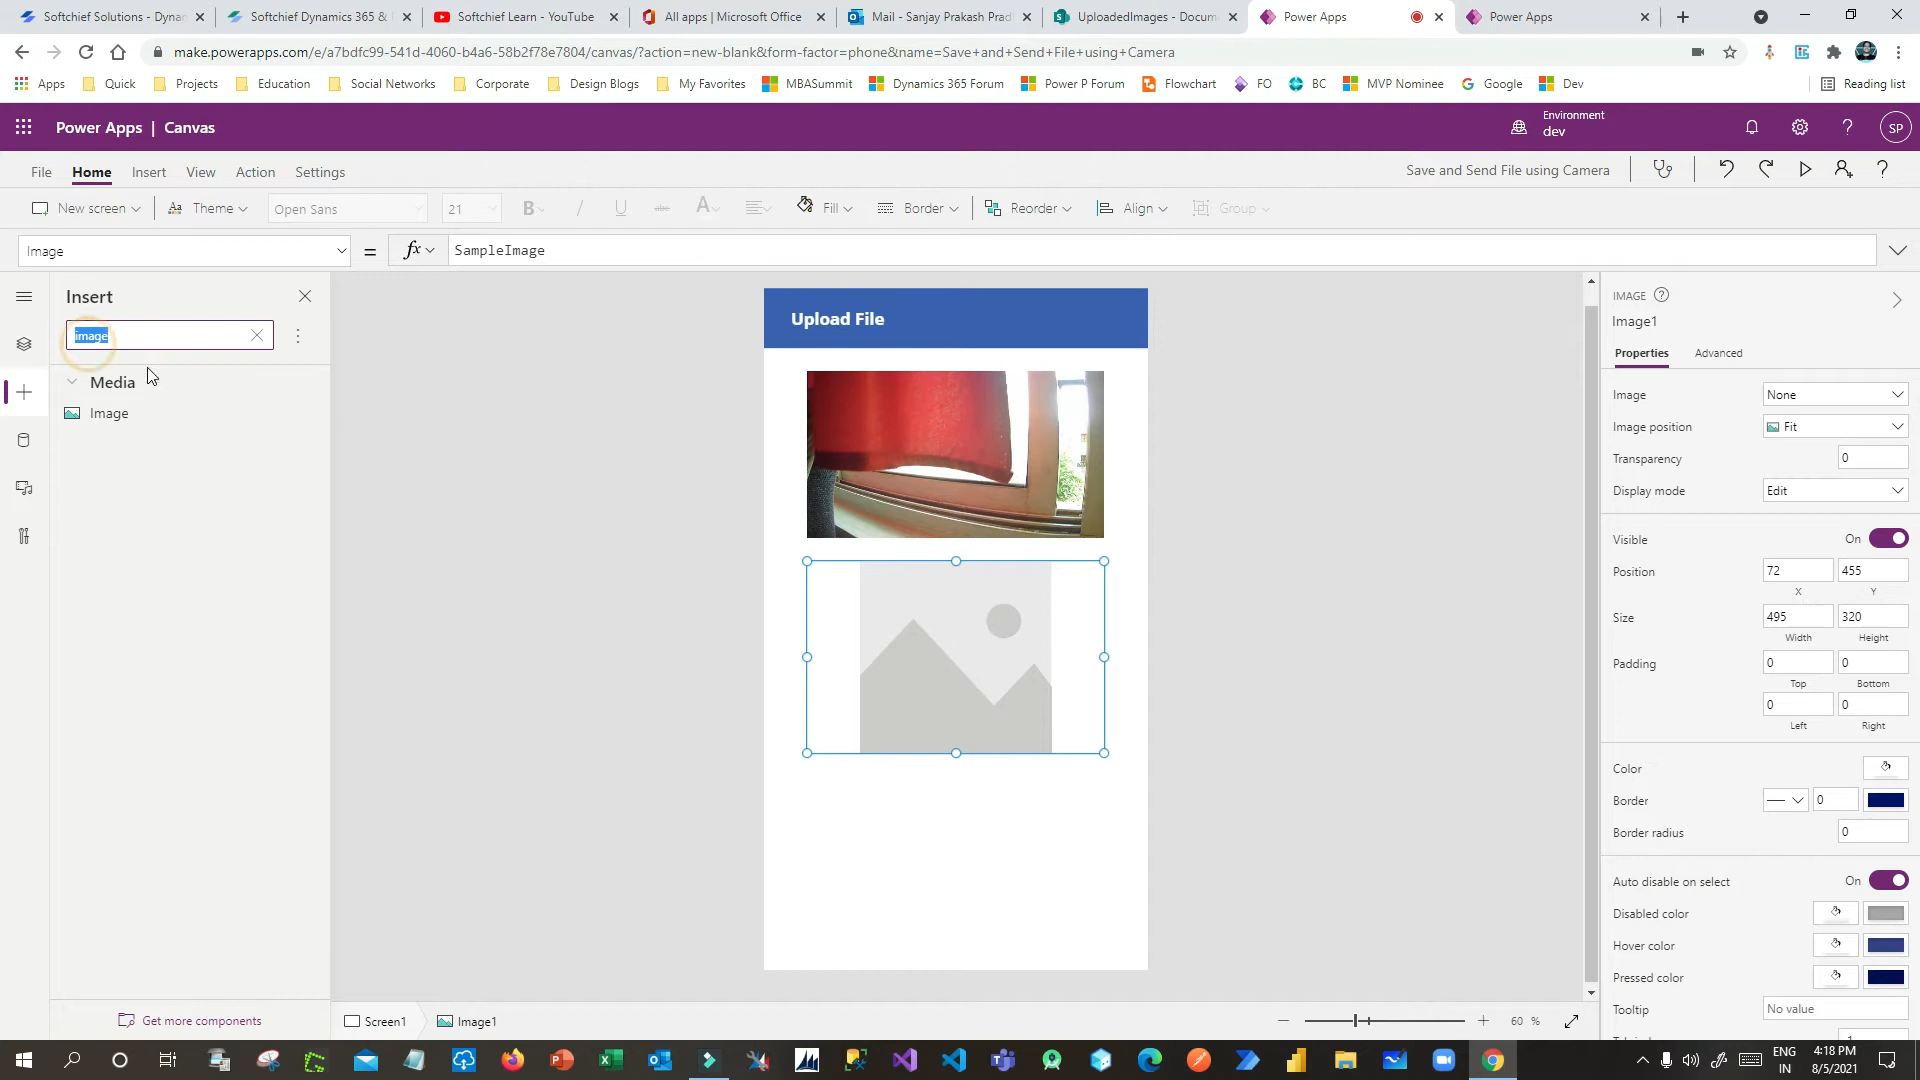 Softchief Solutions - Dynam
Softchief Dynamics 365 &
Softchief Learn - YouTube
All apps | Microsoft Office
Mail - Sanjay Prakash Prad
UploadedImages - Docume
Power Apps
Power Apps
make.powerapps.com/e/a7bdfc99-541d-4060-b4a6-58b2f78e7804/canvas/?action=new-blank&form-factor=phone&name=Save+and+Send+File+using+Camera
Apps Quick Projects Education Social Networks Corporate Design Blogs My Favorites MBASummit Dynamics 365 Forum Power P Forum Flowchart FO BC MVP Nominee Google Dev Reading list
Power Apps | Canvas
Environment
dev
SP
File Home Insert View Action Settings
Save and Send File using Camera
New screen Theme Open Sans 21 B Fill Border Reorder Align Group
Image = fx SampleImage
Insert
image
Media
Image
Get more components
Upload File
Screen1 Image1
60 %
IMAGE
Image1
Properties Advanced
Image None
Image position Fit
Transparency 0
Display mode Edit
Visible On
Position 72 455
X Y
Size 495 320
Width Height
Padding 0 0
Top Bottom
0 0
Left Right
Color
Border 0
Border radius 0
Auto disable on select On
Disabled color
Hover color
Pressed color
Tooltip No value
ENG
IN
4:18 PM
8/5/2021